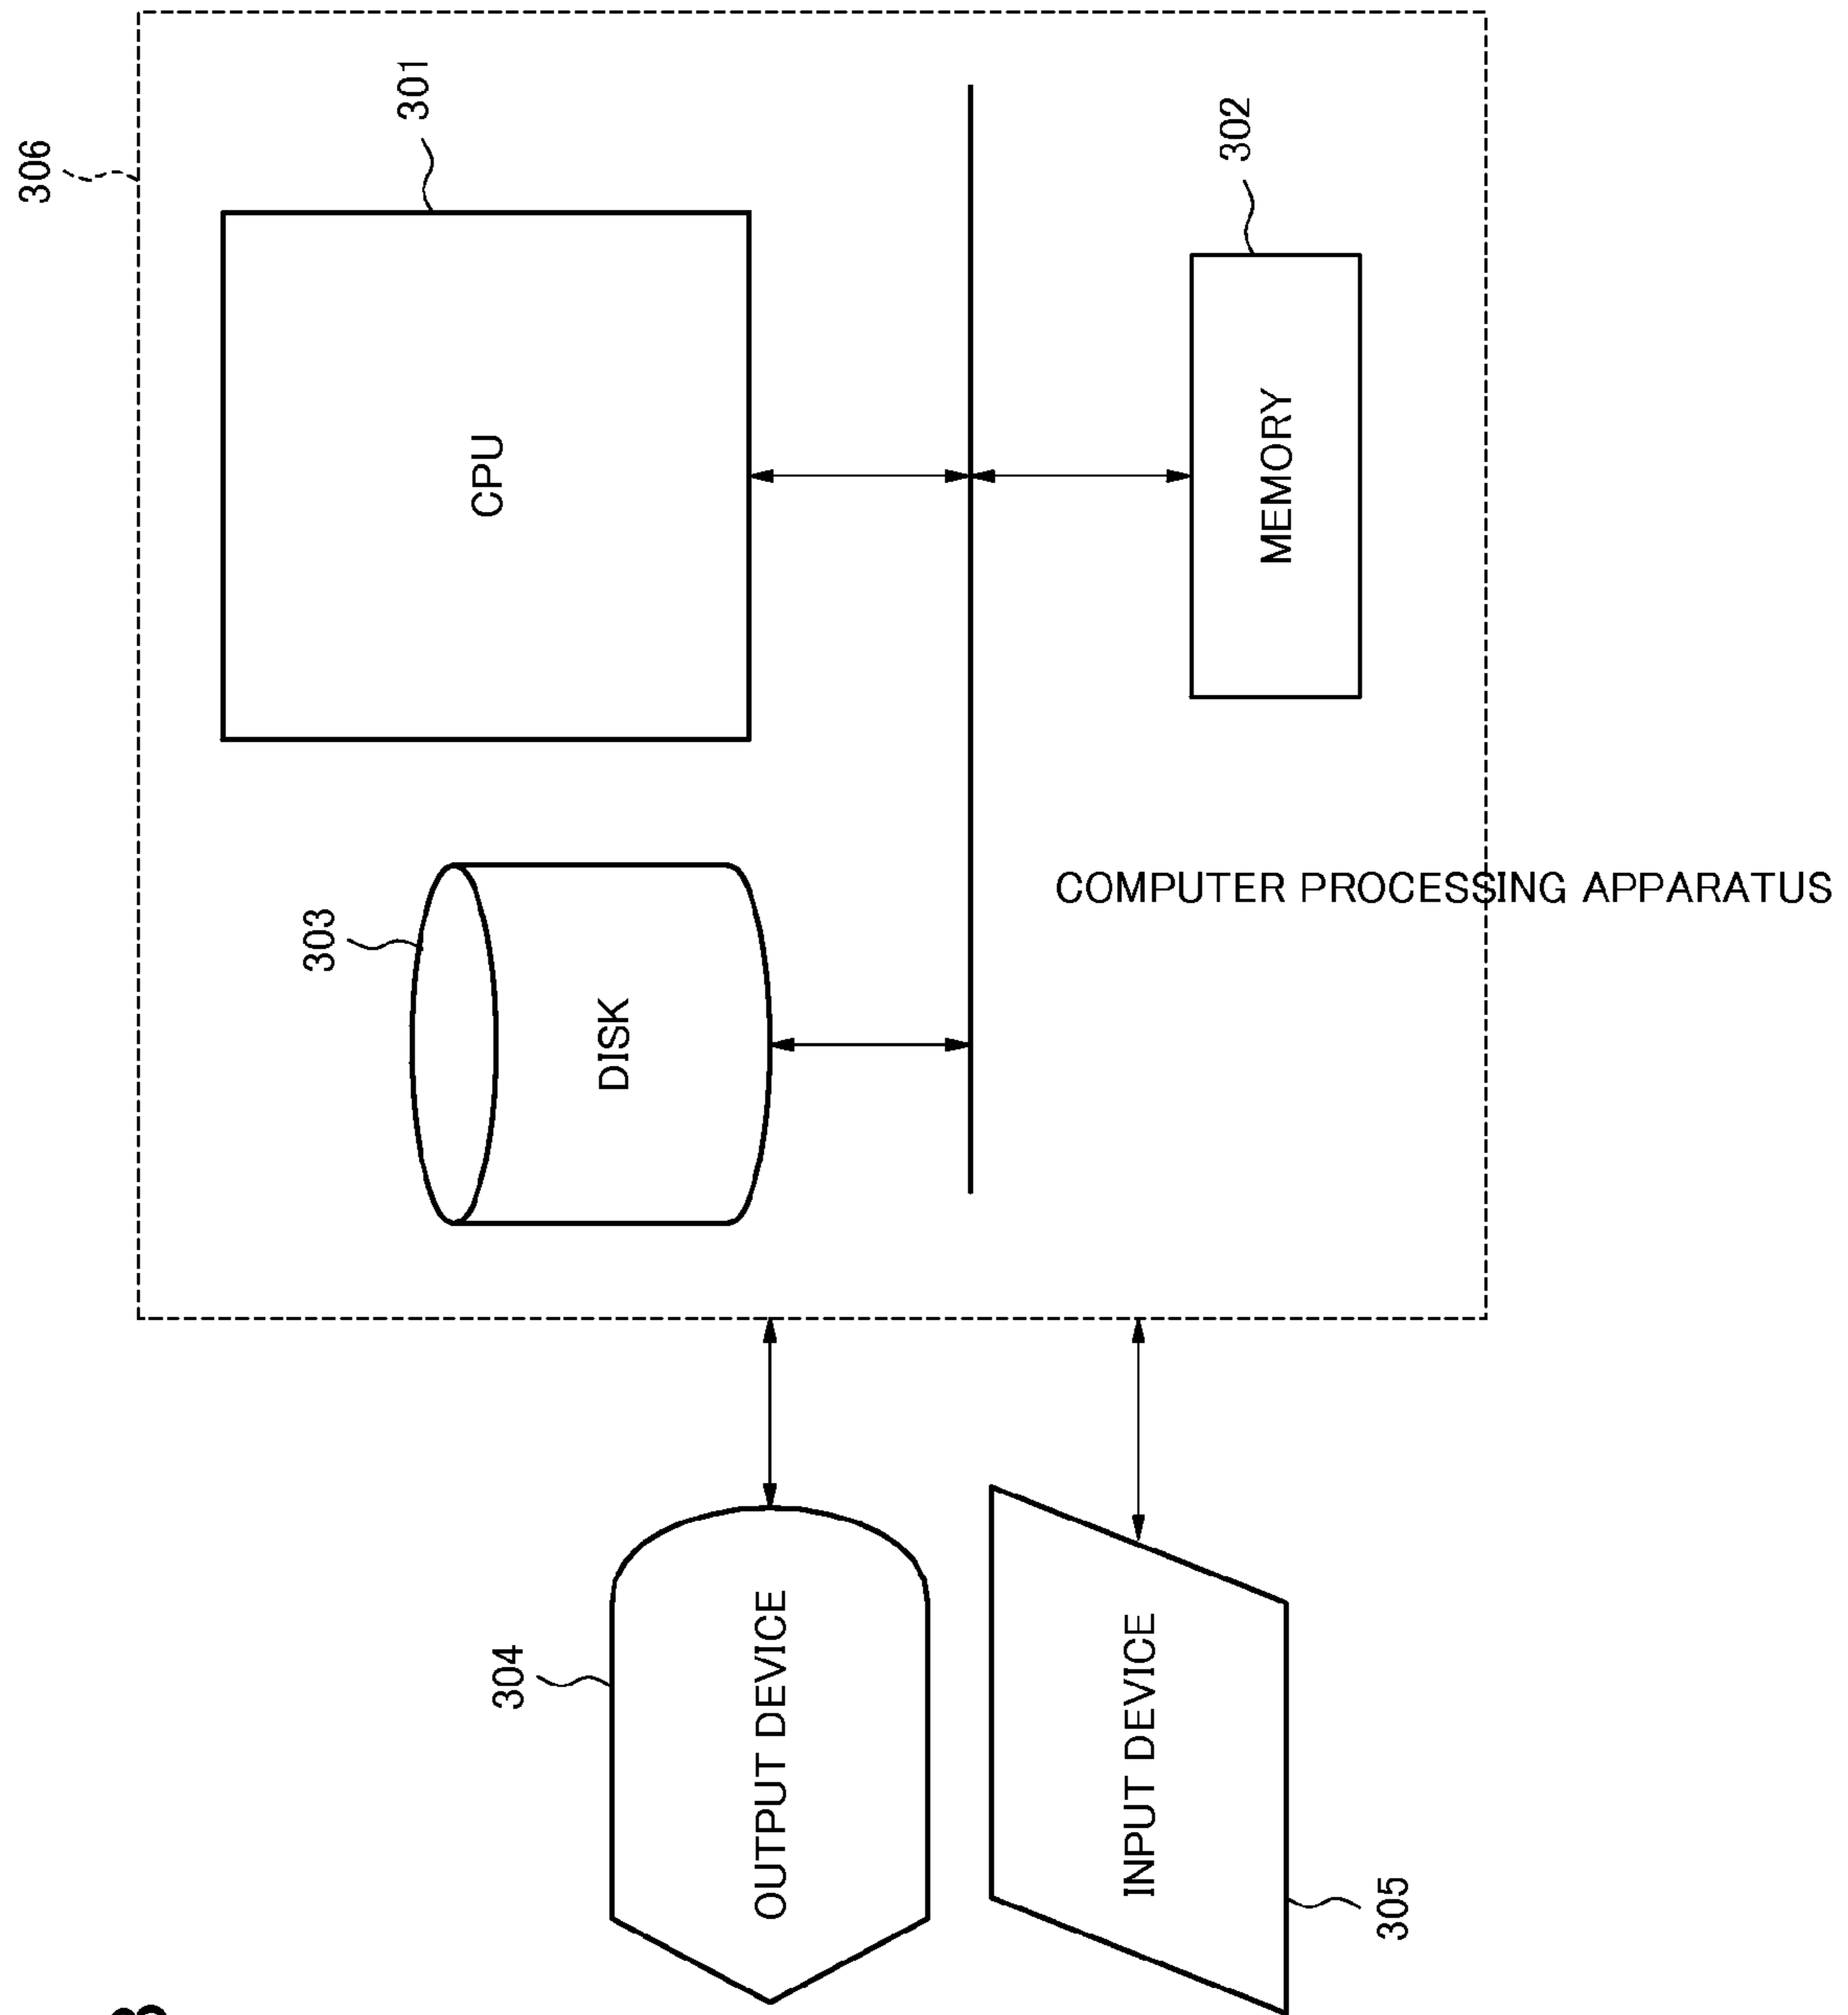 306
301
CPU
302
MEMORY
303
DISK
COMPUTER PROCESSING APPARATUS
304
OUTPUT DEVICE
INPUT DEVICE
305